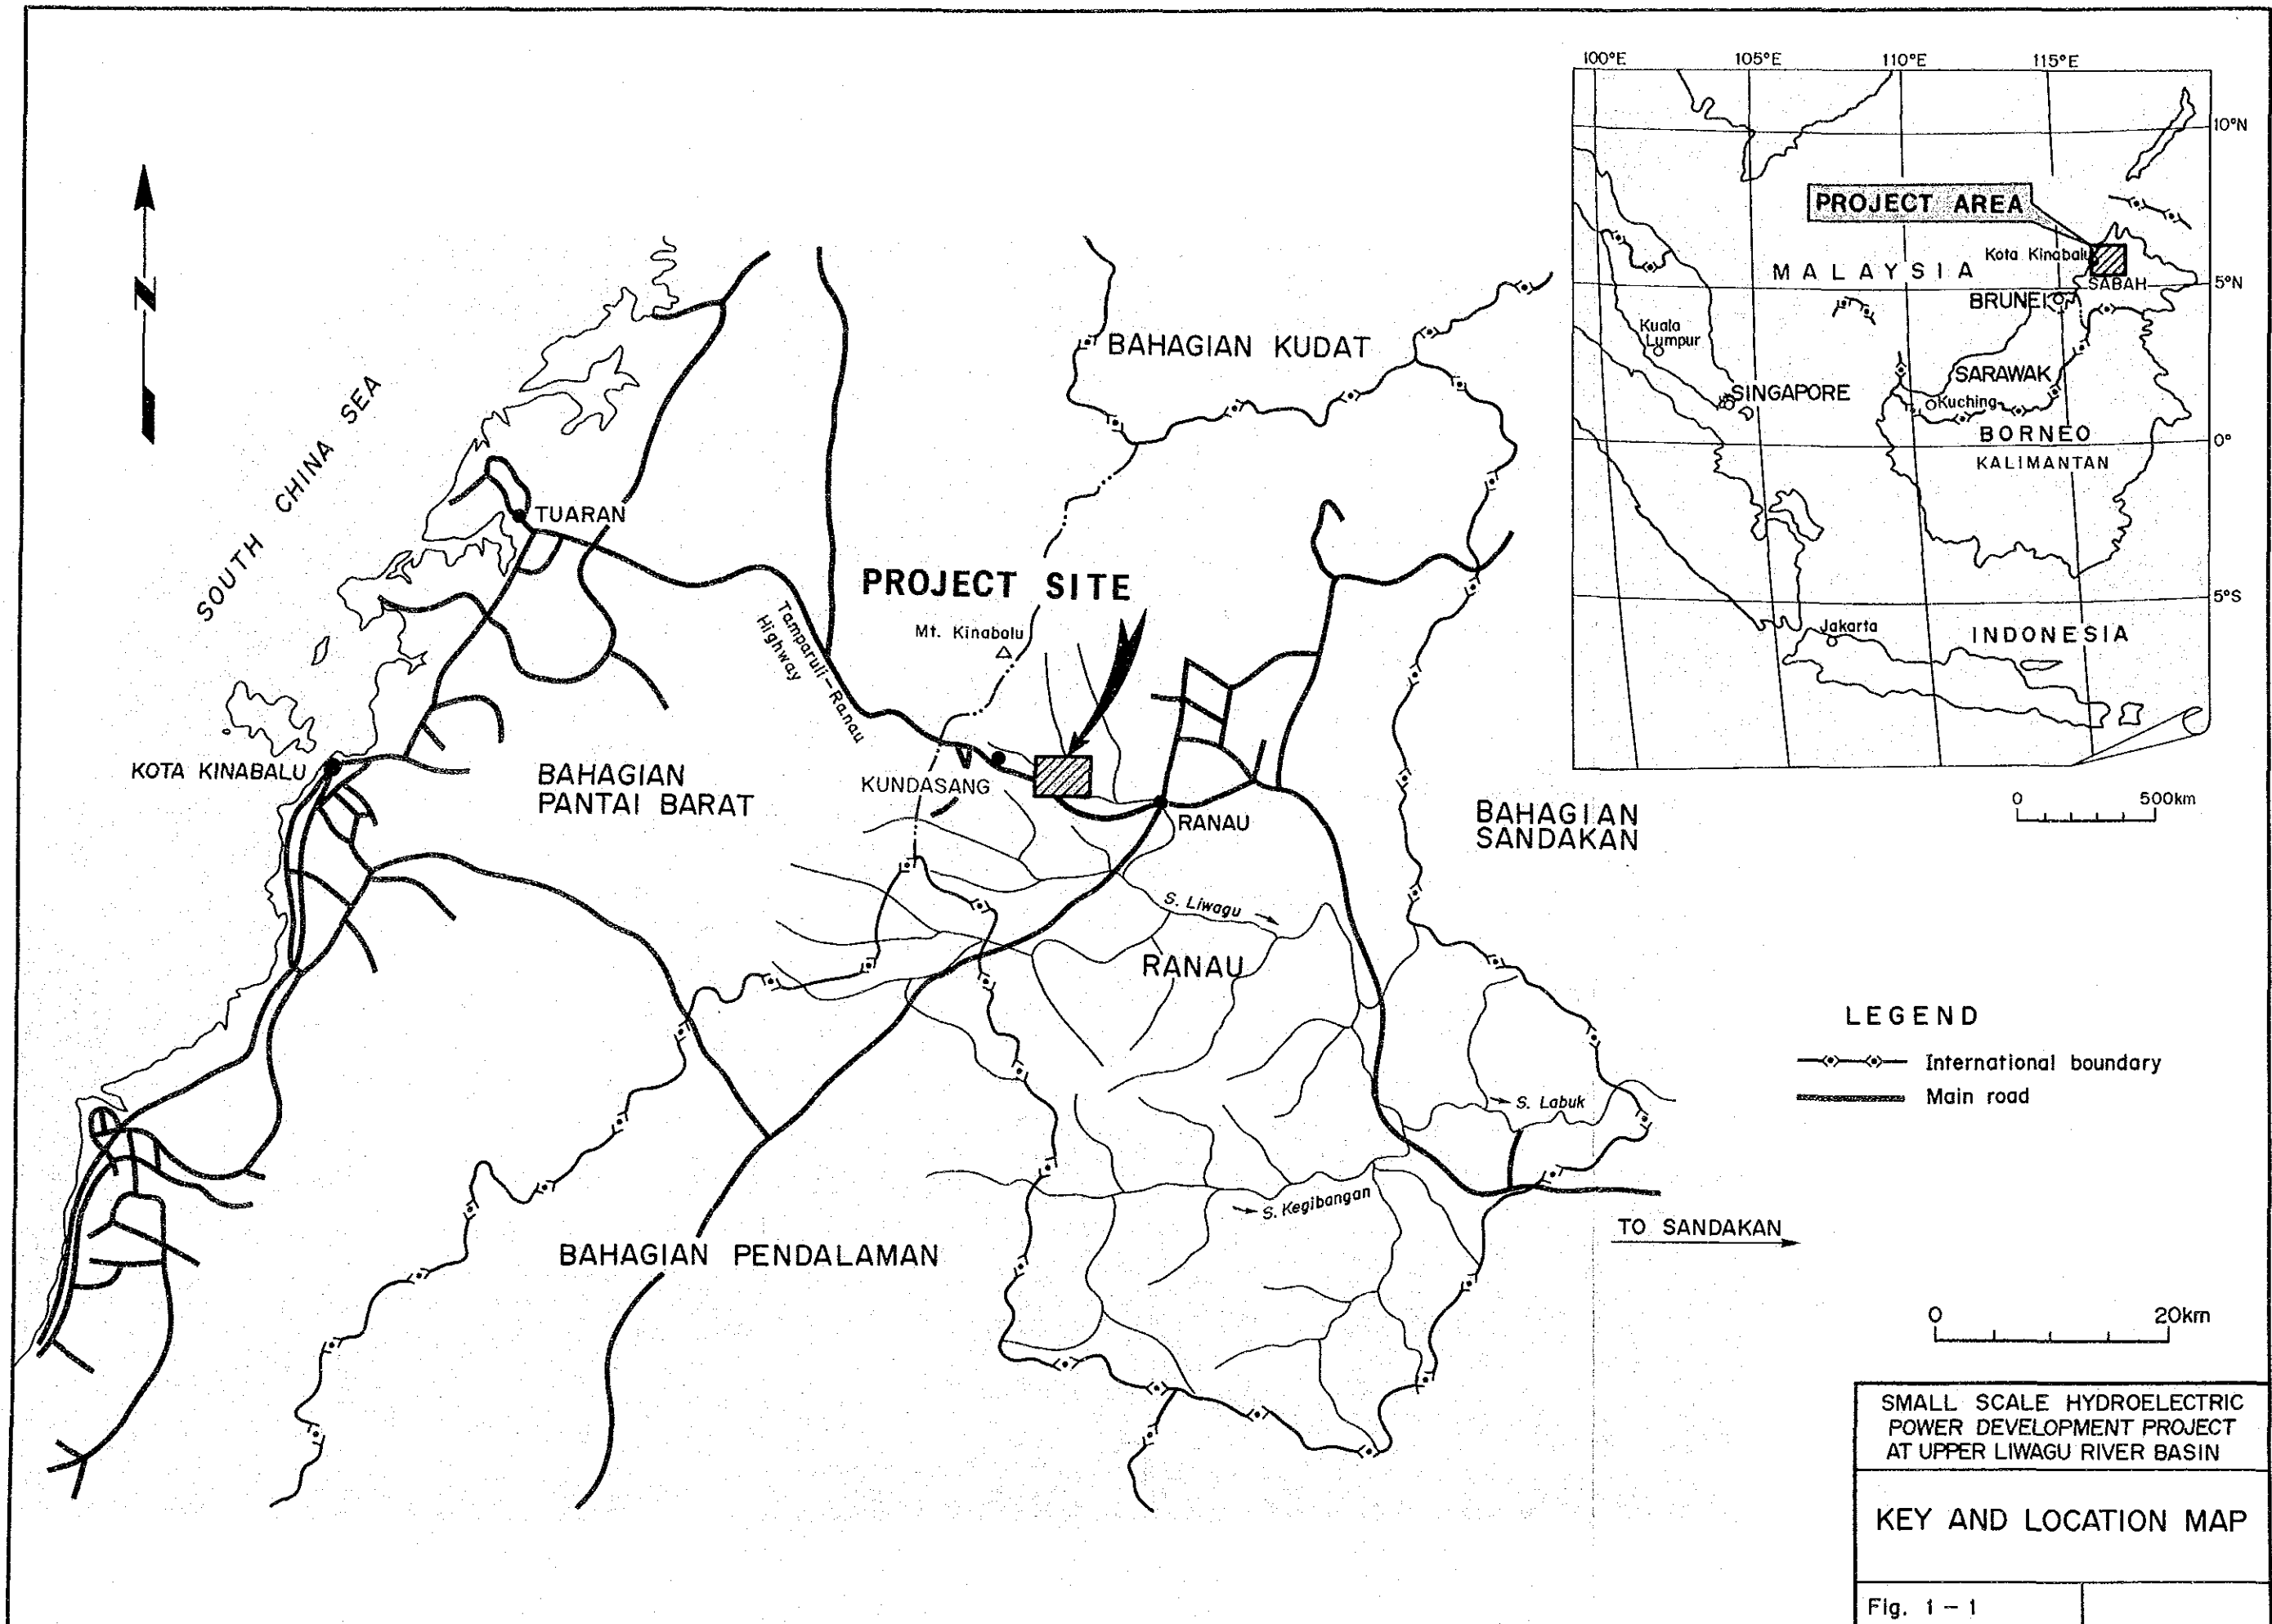 100°E 105°E 110°E 115°E
10°N
5°N
0°
5°S
PROJECT AREA
Kota Kinabalu
MALAYSIA
SABAH
BRUNEI
Kuala
Lumpur
SINGAPORE
SARAWAK
Kuching
BORNEO
KALIMANTAN
Jakarta
INDONESIA
0 500km
N
SOUTH CHINA SEA
BAHAGIAN KUDAT
TUARAN
PROJECT SITE
Mt. Kinabalu
Tamparuli-Ranau
Highway
KOTA KINABALU
BAHAGIAN
PANTAI BARAT
KUNDASANG
RANAU
BAHAGIAN
SANDAKAN
S. Liwagu
RANAU
S. Labuk
S. Kegibangan
BAHAGIAN PENDALAMAN
TO SANDAKAN
LEGEND
International boundary
Main road
0 20km
SMALL SCALE HYDROELECTRIC
POWER DEVELOPMENT PROJECT
AT UPPER LIWAGU RIVER BASIN
KEY AND LOCATION MAP
Fig. 1-1